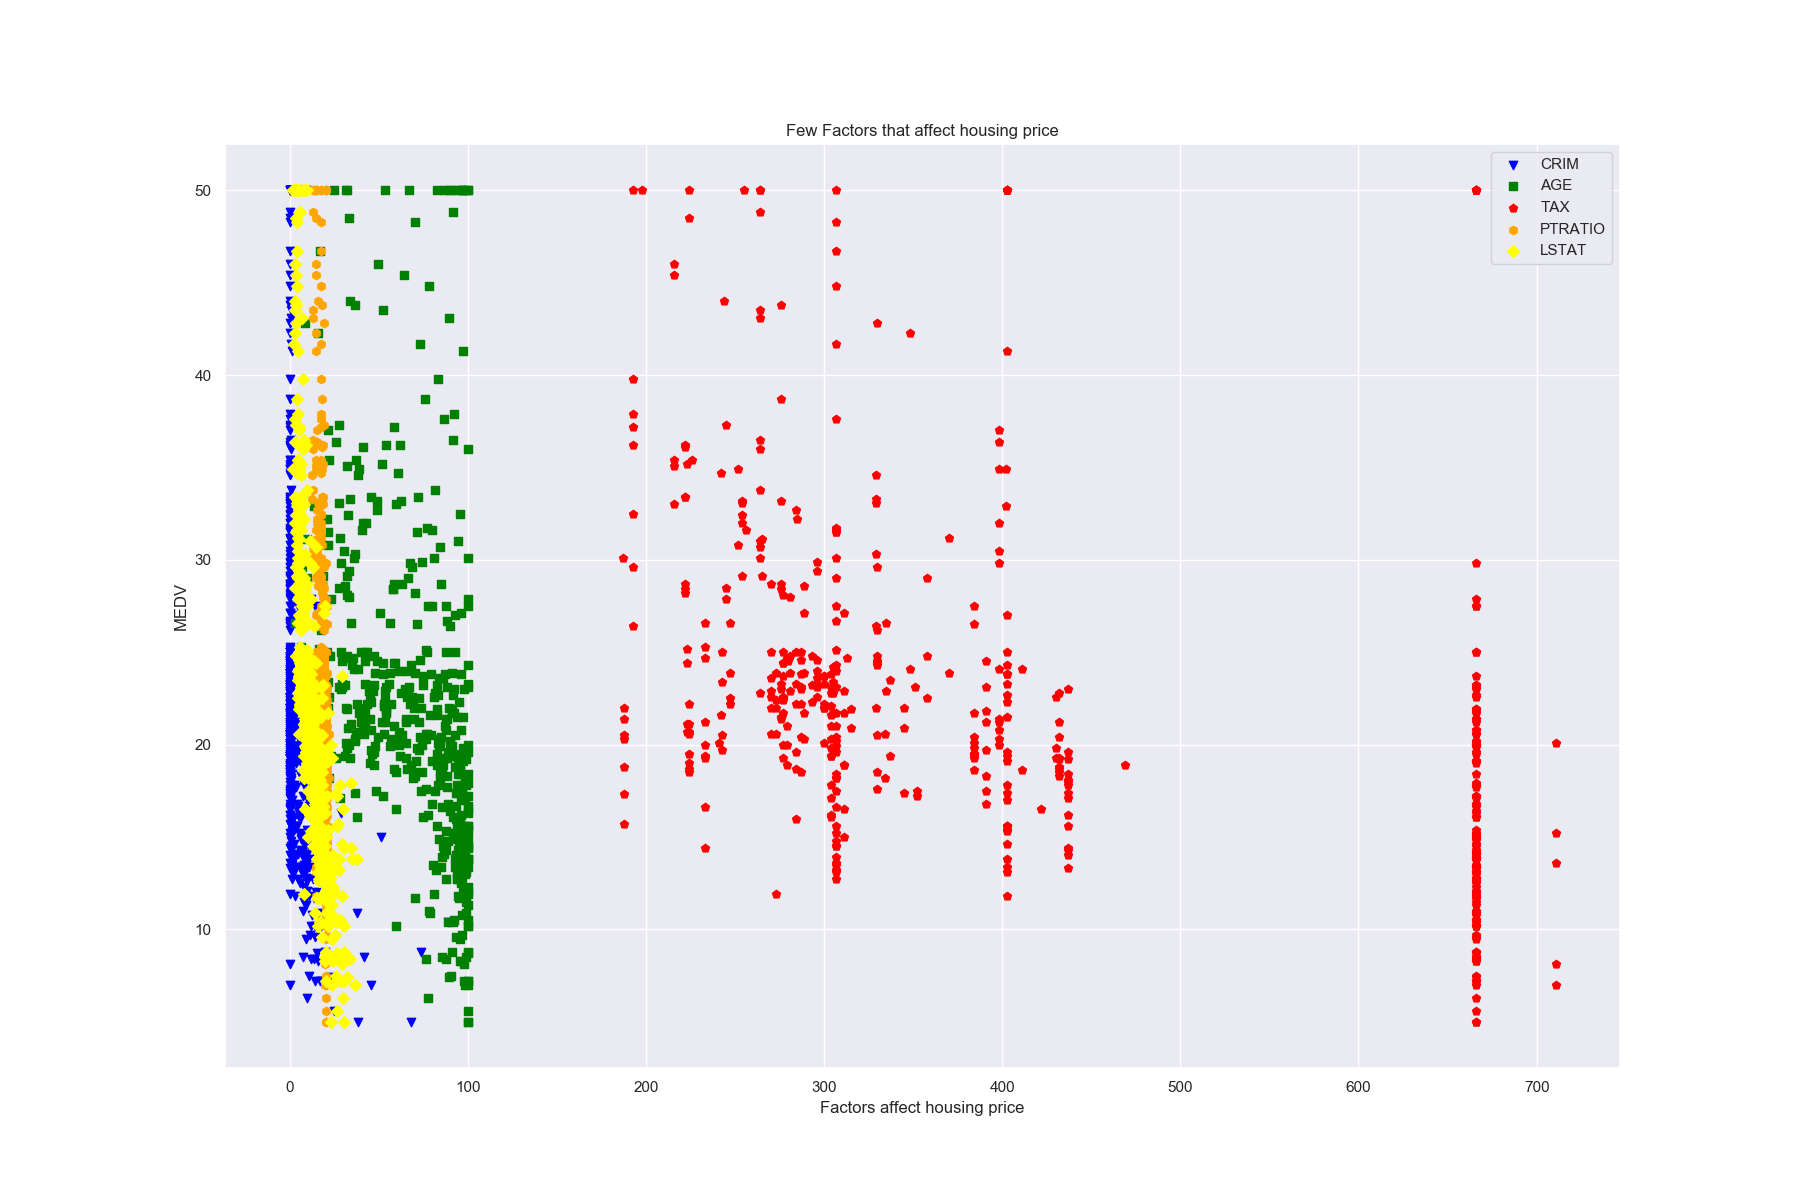 Few Factors that affect housing price
CRIM
AGE
TAX
PTRATIO
LSTAT
50
40
30
20
10
MEDV
0 100 200 300 400 500 600 700
Factors affect housing price